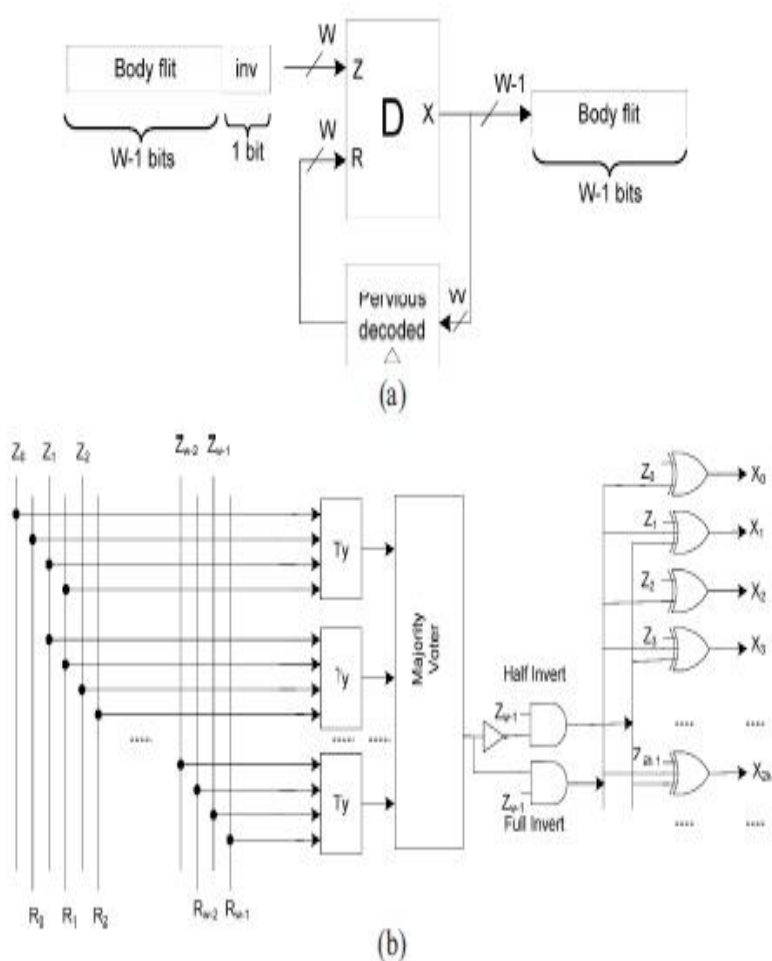 Body flit inv
W
Z
D
X
W-1
Body flit
W
R
W-1 bits
1 bit
W-1 bits
W
Pervious
decoded
(a)
Z0 Z1 Z2 Zw-2 Zw-1
Z0 X0
Z1 X1
Z2 X2
Z3 X3
Ty
Ty
Ty
Majority
Voter
Half Invert
Zw-1
Zw-1
Full Invert
..... ..... .....
.... ....
X2k
.... ....
R0 R1 R2 Rw-2 Rw-1
(b)